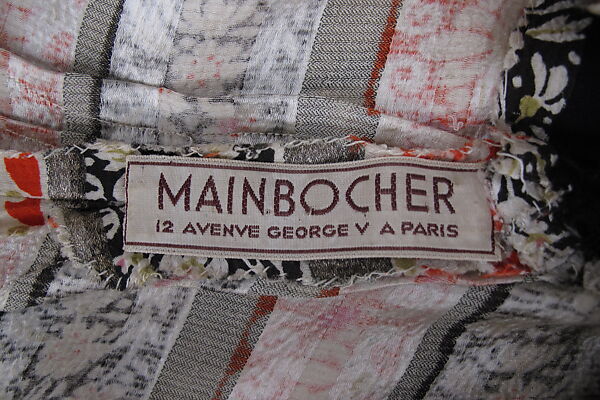 MAINBOCHER
12 AVENVE GEORGE V A PARIS